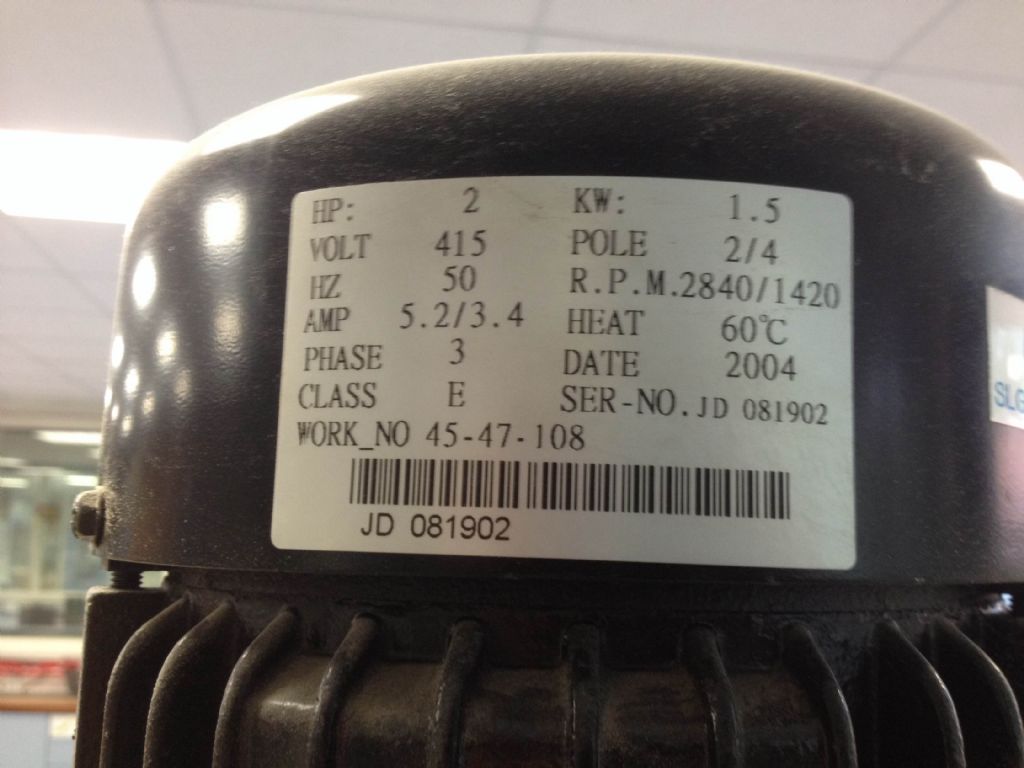 HP: 2 KW: 1.5
VOLT 415 POLE 2/4
HZ 50 R.P.M.2840/1420
AMP 5.2/3.4 HEAT 60℃
PHASE 3 DATE 2004
CLASS E SER-NO. JD 081902
WORK_NO 45-47-108
JD 081902